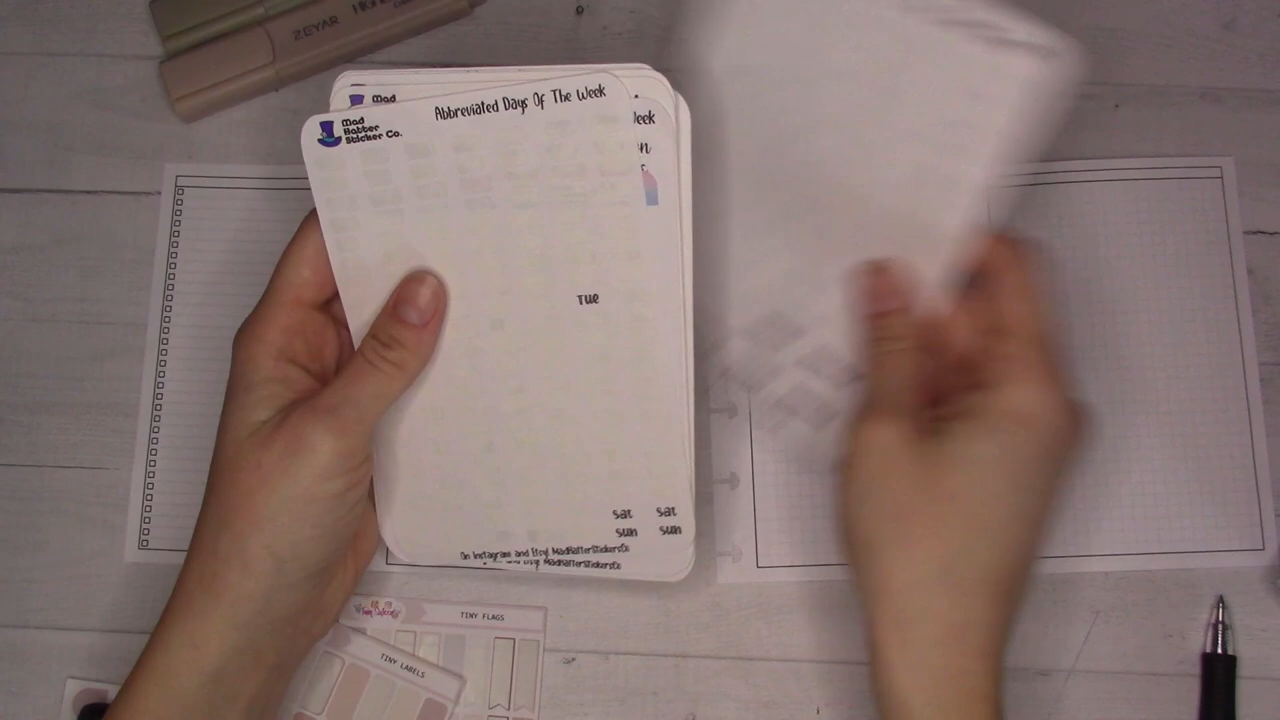 ZEYAR
Mad
Abbreviated Days Of The Week
Mad
Hatter
Sticker Co.
Tue
sat sat
sun sun
On Instagram and Etsy! MadHatterStickersCo
MadHatterStickersCo
TINY FLAGS
TINY LABELS